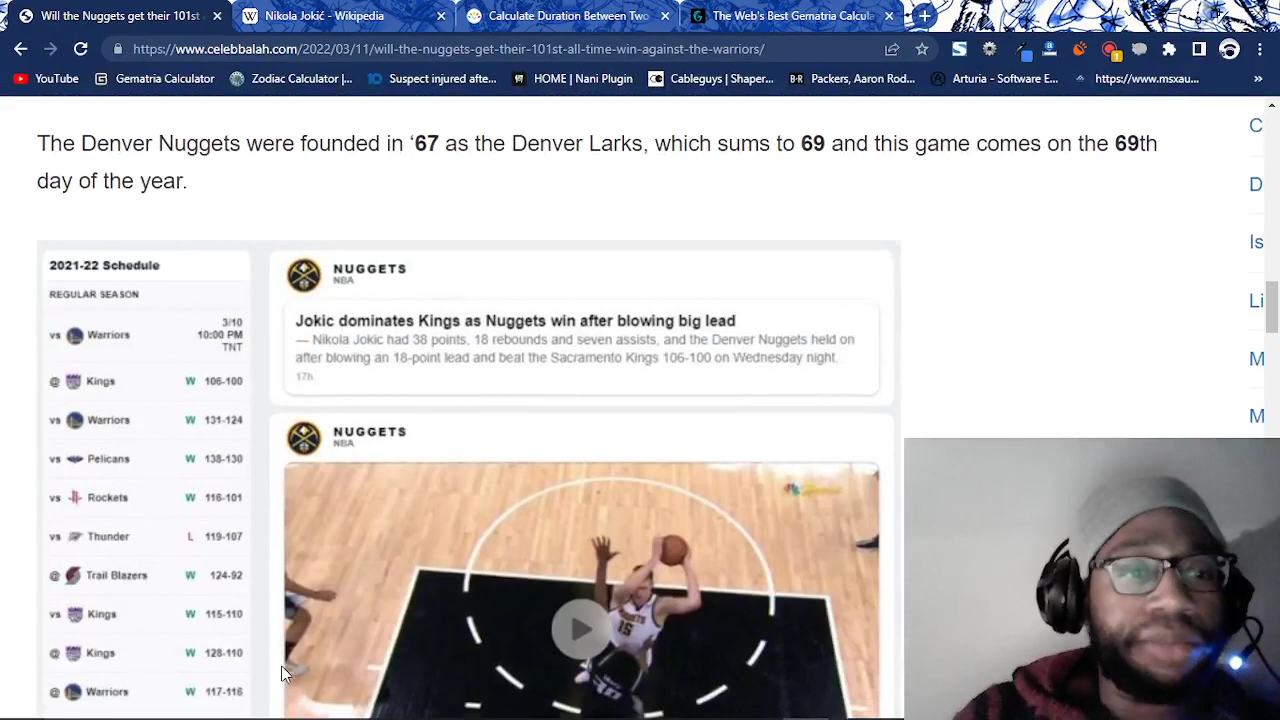 Will the Nuggets get their 101st
Nikola Jokić - Wikipedia
Calculate Duration Between Two
The Web's Best Gematria Calcula
https://www.celebbalah.com/2022/03/11/will-the-nuggets-get-their-101st-all-time-win-against-the-warriors/
YouTube
Gematria Calculator
Zodiac Calculator |...
Suspect injured afte...
HOME | Nani Plugin
Cableguys | Shaper...
Packers, Aaron Rod...
Arturia - Software E...
https://www.msxau...
The Denver Nuggets were founded in ‘67 as the Denver Larks, which sums to 69 and this game comes on the 69th
day of the year.
C
D
Is
Li
M
M
2021-22 Schedule
REGULAR SEASON
vs Warriors 3/10 10:00 PM TNT
@ Kings W 106-100
vs Warriors W 131-124
vs Pelicans W 138-130
vs Rockets W 116-101
vs Thunder L 119-107
@ Trail Blazers W 124-92
vs Kings W 115-110
@ Kings W 128-110
@ Warriors W 117-116
NUGGETS
NBA
Jokic dominates Kings as Nuggets win after blowing big lead
— Nikola Jokic had 38 points, 18 rebounds and seven assists, and the Denver Nuggets held on
after blowing an 18-point lead and beat the Sacramento Kings 106-100 on Wednesday night.
17h
NUGGETS
NBA
NUGGETS
15